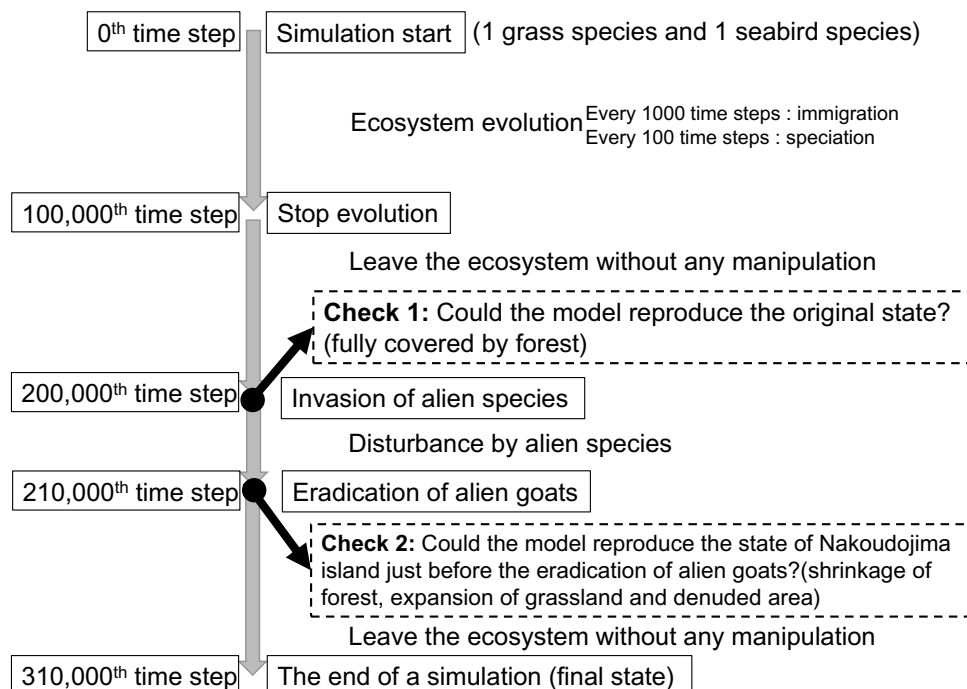 0th time step
Simulation start
(1 grass species and 1 seabird species)
Ecosystem evolution
Every 1000 time steps : immigration
Every 100 time steps : speciation
100,000th time step
Stop evolution
Leave the ecosystem without any manipulation
Check 1: Could the model reproduce the original state?
(fully covered by forest)
200,000th time step
Invasion of alien species
Disturbance by alien species
210,000th time step
Eradication of alien goats
Check 2: Could the model reproduce the state of Nakoudojima
island just before the eradication of alien goats?(shrinkage of
forest, expansion of grassland and denuded area)
Leave the ecosystem without any manipulation
310,000th time step
The end of a simulation (final state)